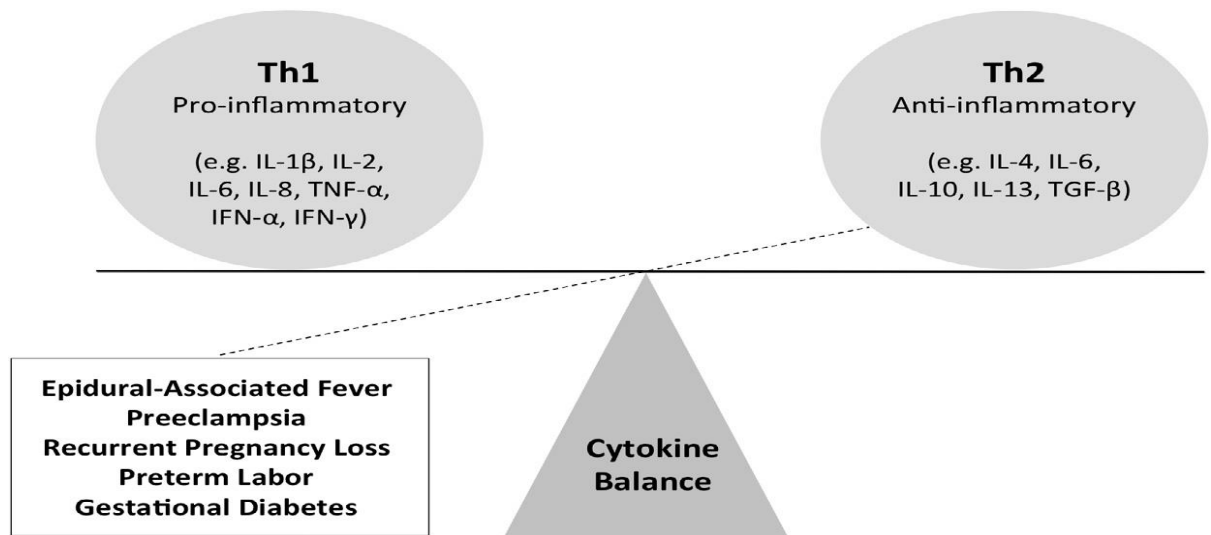 Th1
Pro-inflammatory
(e.g. IL-1β, IL-2,
IL-6, IL-8, TNF-α,
IFN-α, IFN-γ)
Th2
Anti-inflammatory
(e.g. IL-4, IL-6,
IL-10, IL-13, TGF-β)
Epidural-Associated Fever
Preeclampsia
Recurrent Pregnancy Loss
Preterm Labor
Gestational Diabetes
Cytokine
Balance